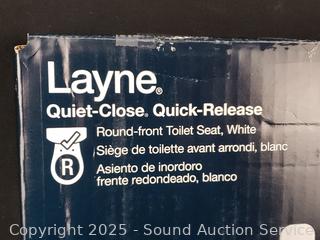 Layne®
Quiet-Close® Quick-Release
Round-front Toilet Seat, White
Siège de toilette avant arrondi, blanc
R
Asiento de inordoro
frente redondeado, blanco
Copyright 2025 - Sound Auction Service